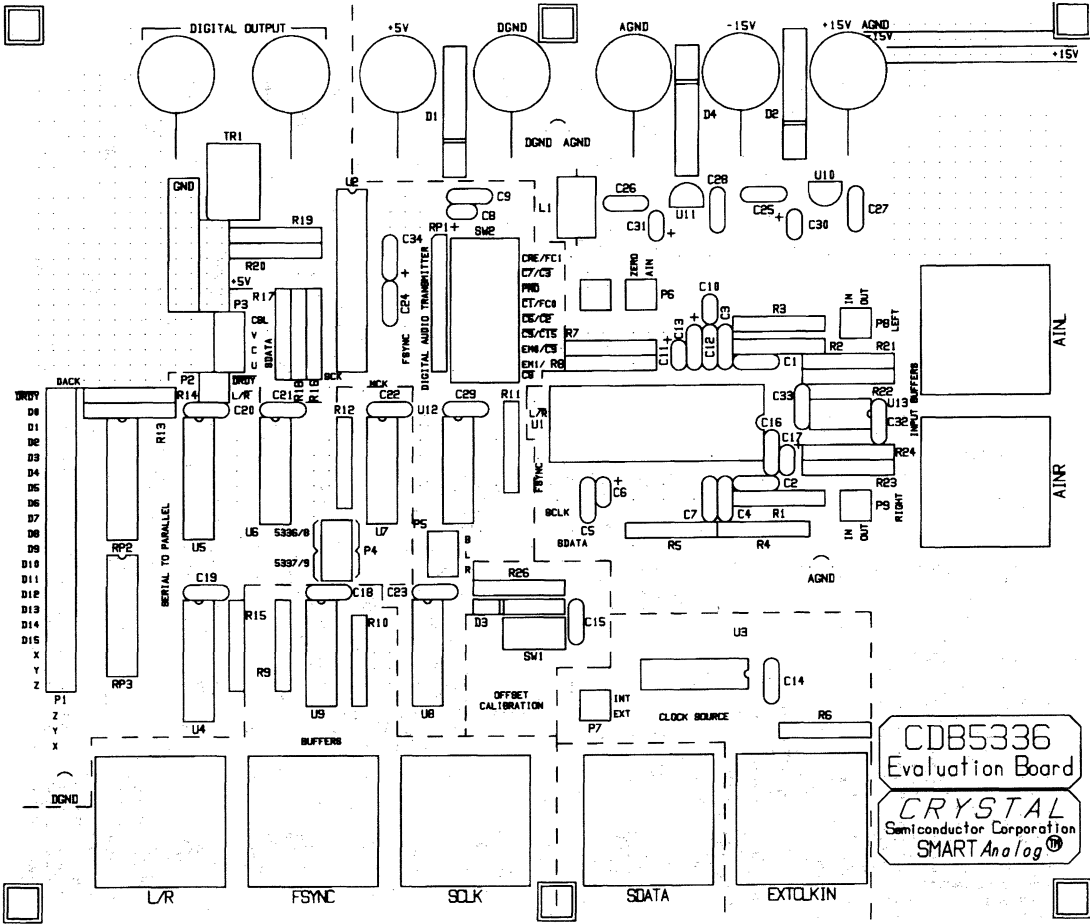 DIGITAL OUTPUT
+5V
DGND
AGND
-15V
+15V
AGND
-15V
+15V
D1
D4
D2
DGND AGND
TR1
GND
U2
C9
C8
L1
C26
C31 +
U11
C28
C25
+
C30
U10
C27
R19
R20
+5V
C34
+
C24
RP1 +
SW2
DIGITAL AUDIO TRANSMITTER
FSYNC
CRE/FC1
C7/C3
PRO
C1/FC0
C6/C2
C9/C15
EM0/C9
EM1/
C8
ZERO
AIN
P6
C10
C3
R3
IN
OUT
P8
LEFT
AINL
R17
P3
CBL
V
C
U
SDATA
R18
R16
SCK
MCK
R7
R8
C11 +
C13
+
C12
R2
C1
R21
R22
U13
C33
C32
INPUT BUFFERS
DACK
P2
DRDY
R14
L/R
C20
C21
R12
C22
U12
C29
R11
L/R
U1
FSYNC
C16
C17
+
R24
R23
AINR
DRDY
D0
D1
D2
D3
D4
D5
D6
D7
D8
D9
D10
D11
D12
D13
D14
D15
X
Y
Z
P1
Z
Y
X
R13
SERIAL TO PARALLEL
RP2
U5
U6
U7
5336/8
5337/9
P4
P5
B
L
R
SCLK
C5
+
C6
SDATA
C7
C4
C2
R1
R5
R4
P9
RIGHT
IN
OUT
AGND
C19
C18
C23
R26
D3
SW1
C15
RP3
R15
R9
R10
U4
U9
U8
OFFSET
CALIBRATION
U3
C14
P7
INT
EXT
CLOCK SOURCE
R6
BUFFERS
DGND
CDB5336
Evaluation Board
CRYSTAL
Semiconductor Corporation
SMART Analog TM
L/R
FSYNC
SCLK
SDATA
EXTCLKIN